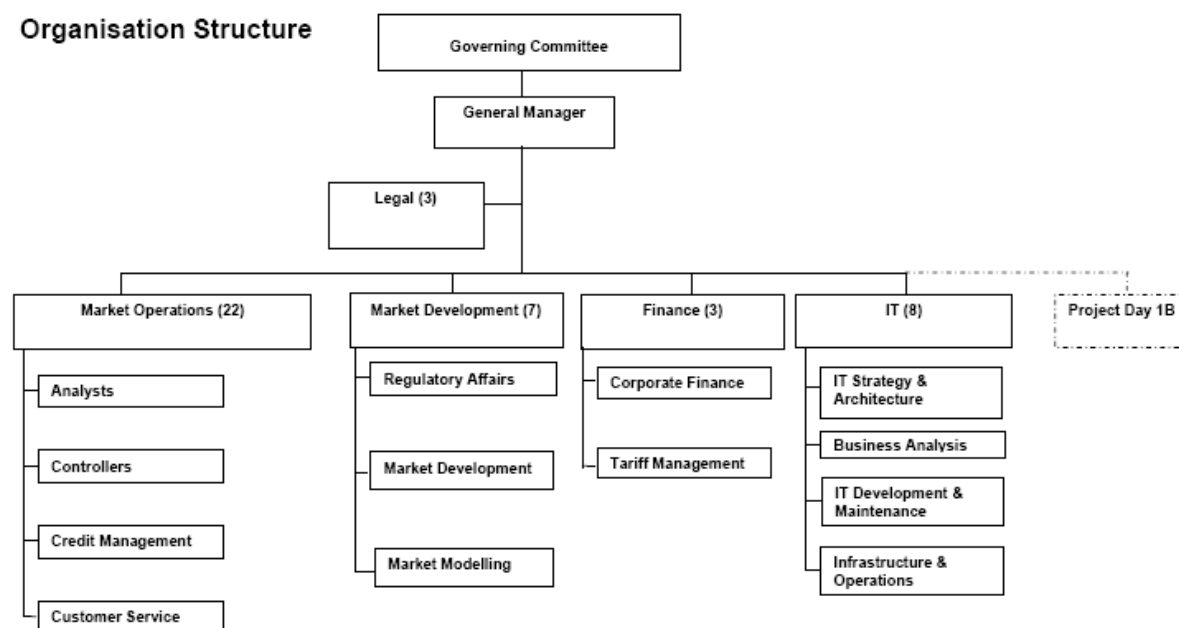 Organisation Structure
Governing Committee
General Manager
Legal (3)
Market Operations (22)
Market Development (7)
Finance (3)
IT (8)
Project Day 1B
Analysts
Controllers
Credit Management
Customer Service
Regulatory Affairs
Market Development
Market Modelling
Corporate Finance
Tariff Management
IT Strategy &
Architecture
Business Analysis
IT Development &
Maintenance
Infrastructure &
Operations